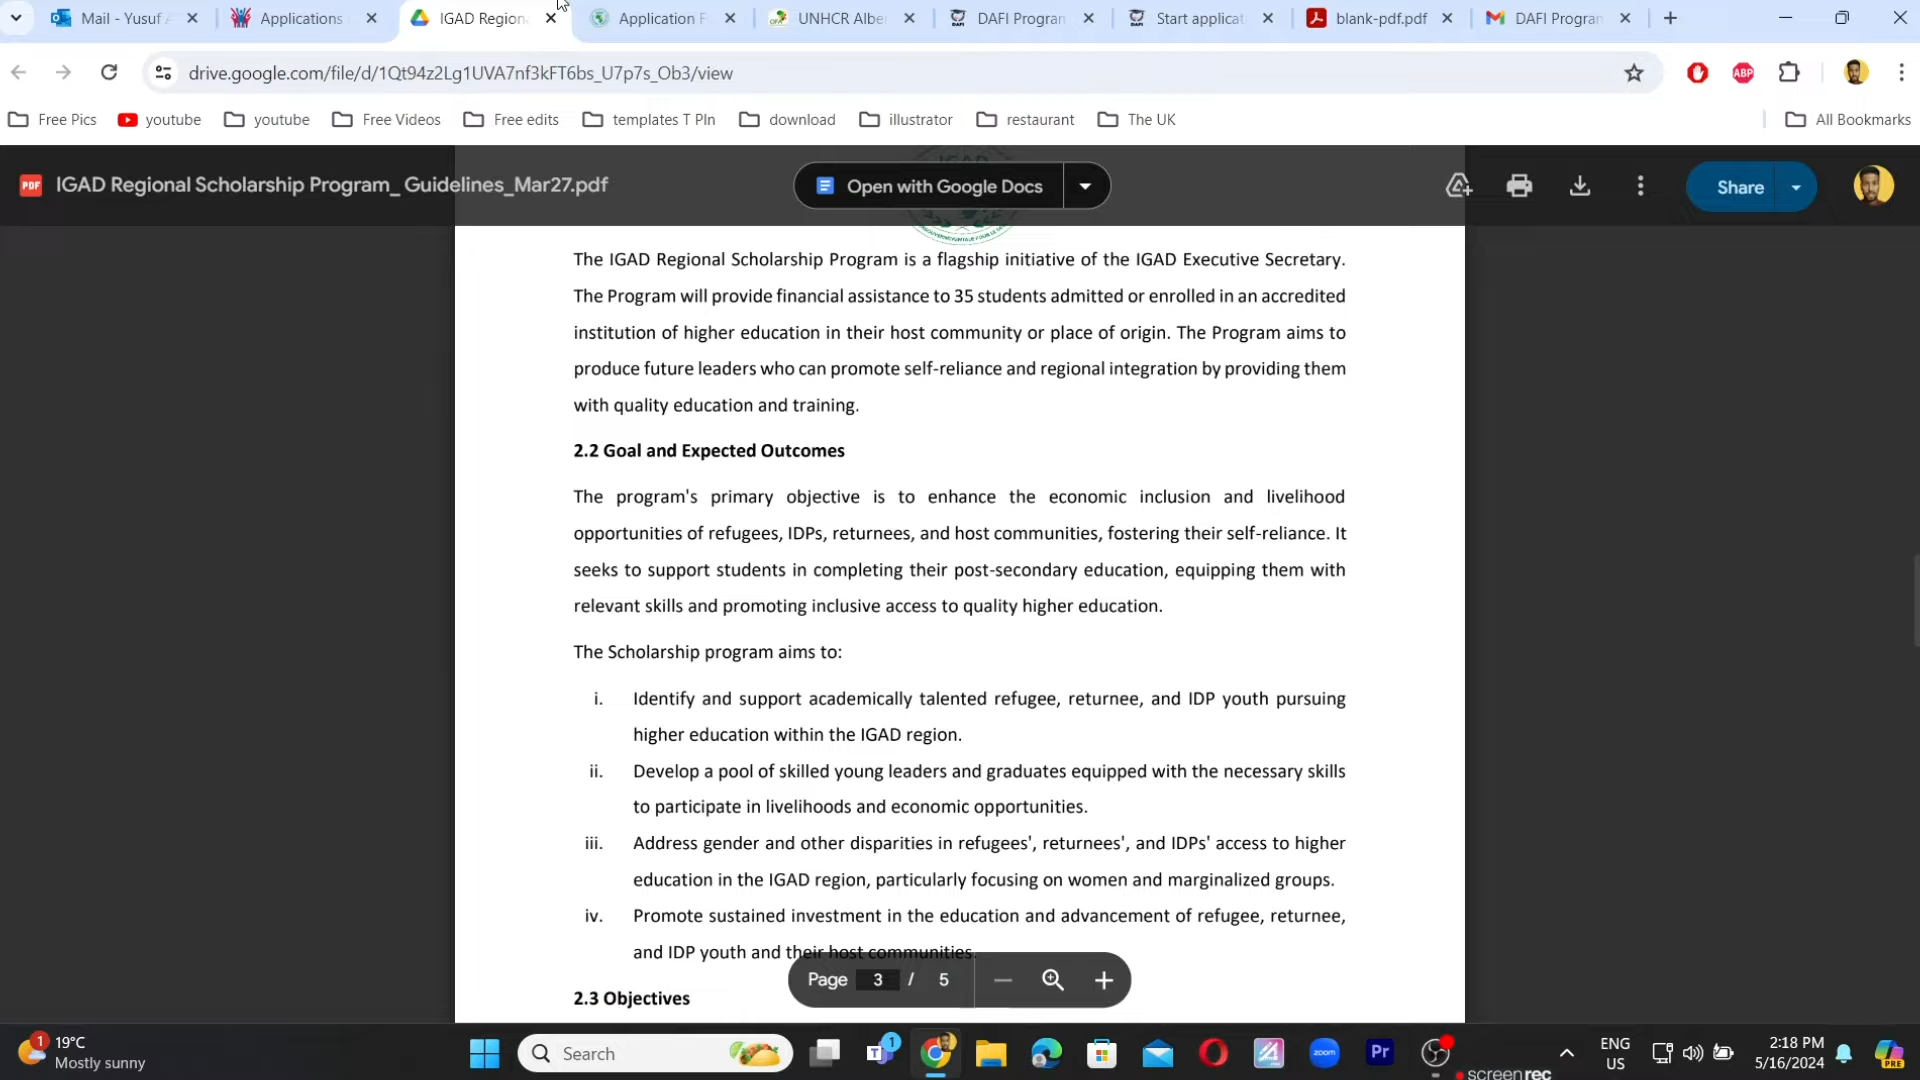 Mail - Yusuf A
Applications
IGAD Region
Application F
UNHCR Albe
DAFI Program
Start applicat
blank-pdf.pdf
DAFI Program
drive.google.com/file/d/1Qt94z2Lg1UVA7nf3kFT6bs_U7p7s_Ob3/view
ABP
Free Pics
youtube
youtube
Free Videos
Free edits
templates T Pln
download
illustrator
restaurant
The UK
All Bookmarks
PDF
IGAD Regional Scholarship Program_ Guidelines_Mar27.pdf
Open with Google Docs
Share
The IGAD Regional Scholarship Program is a flagship initiative of the IGAD Executive Secretary.
The Program will provide financial assistance to 35 students admitted or enrolled in an accredited
institution of higher education in their host community or place of origin. The Program aims to
produce future leaders who can promote self-reliance and regional integration by providing them
with quality education and training.
2.2 Goal and Expected Outcomes
The program's primary objective is to enhance the economic inclusion and livelihood
opportunities of refugees, IDPs, returnees, and host communities, fostering their self-reliance. It
seeks to support students in completing their post-secondary education, equipping them with
relevant skills and promoting inclusive access to quality higher education.
The Scholarship program aims to:
i. Identify and support academically talented refugee, returnee, and IDP youth pursuing
higher education within the IGAD region.
ii. Develop a pool of skilled young leaders and graduates equipped with the necessary skills
to participate in livelihoods and economic opportunities.
iii. Address gender and other disparities in refugees', returnees', and IDPs' access to higher
education in the IGAD region, particularly focusing on women and marginalized groups.
iv. Promote sustained investment in the education and advancement of refugee, returnee,
and IDP youth and their host communities.
Page 3 / 5
2.3 Objectives
1
19°C
Mostly sunny
Search
1
zoom
Pr
ENG
US
2:18 PM
5/16/2024
PRE
screenrec